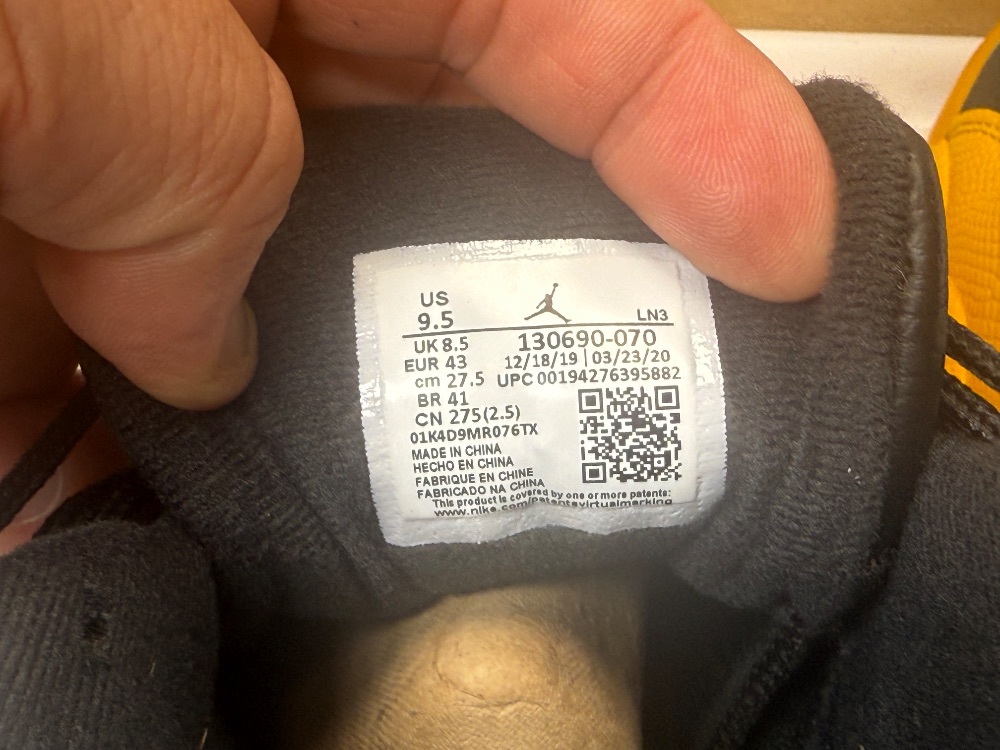 US
9.5
LN3
UK 8.5
130690-070
EUR 43
12/18/19 | 03/23/20
cm 27.5
UPC 00194276395882
BR 41
CN 275(2.5)
01K4D9MR076TX
MADE IN CHINA
HECHO EN CHINA
FABRIQUE EN CHINE
FABRICADO NA CHINA
This product is covered by one or more patents:
www.nike.com/patentsvirtualmarking